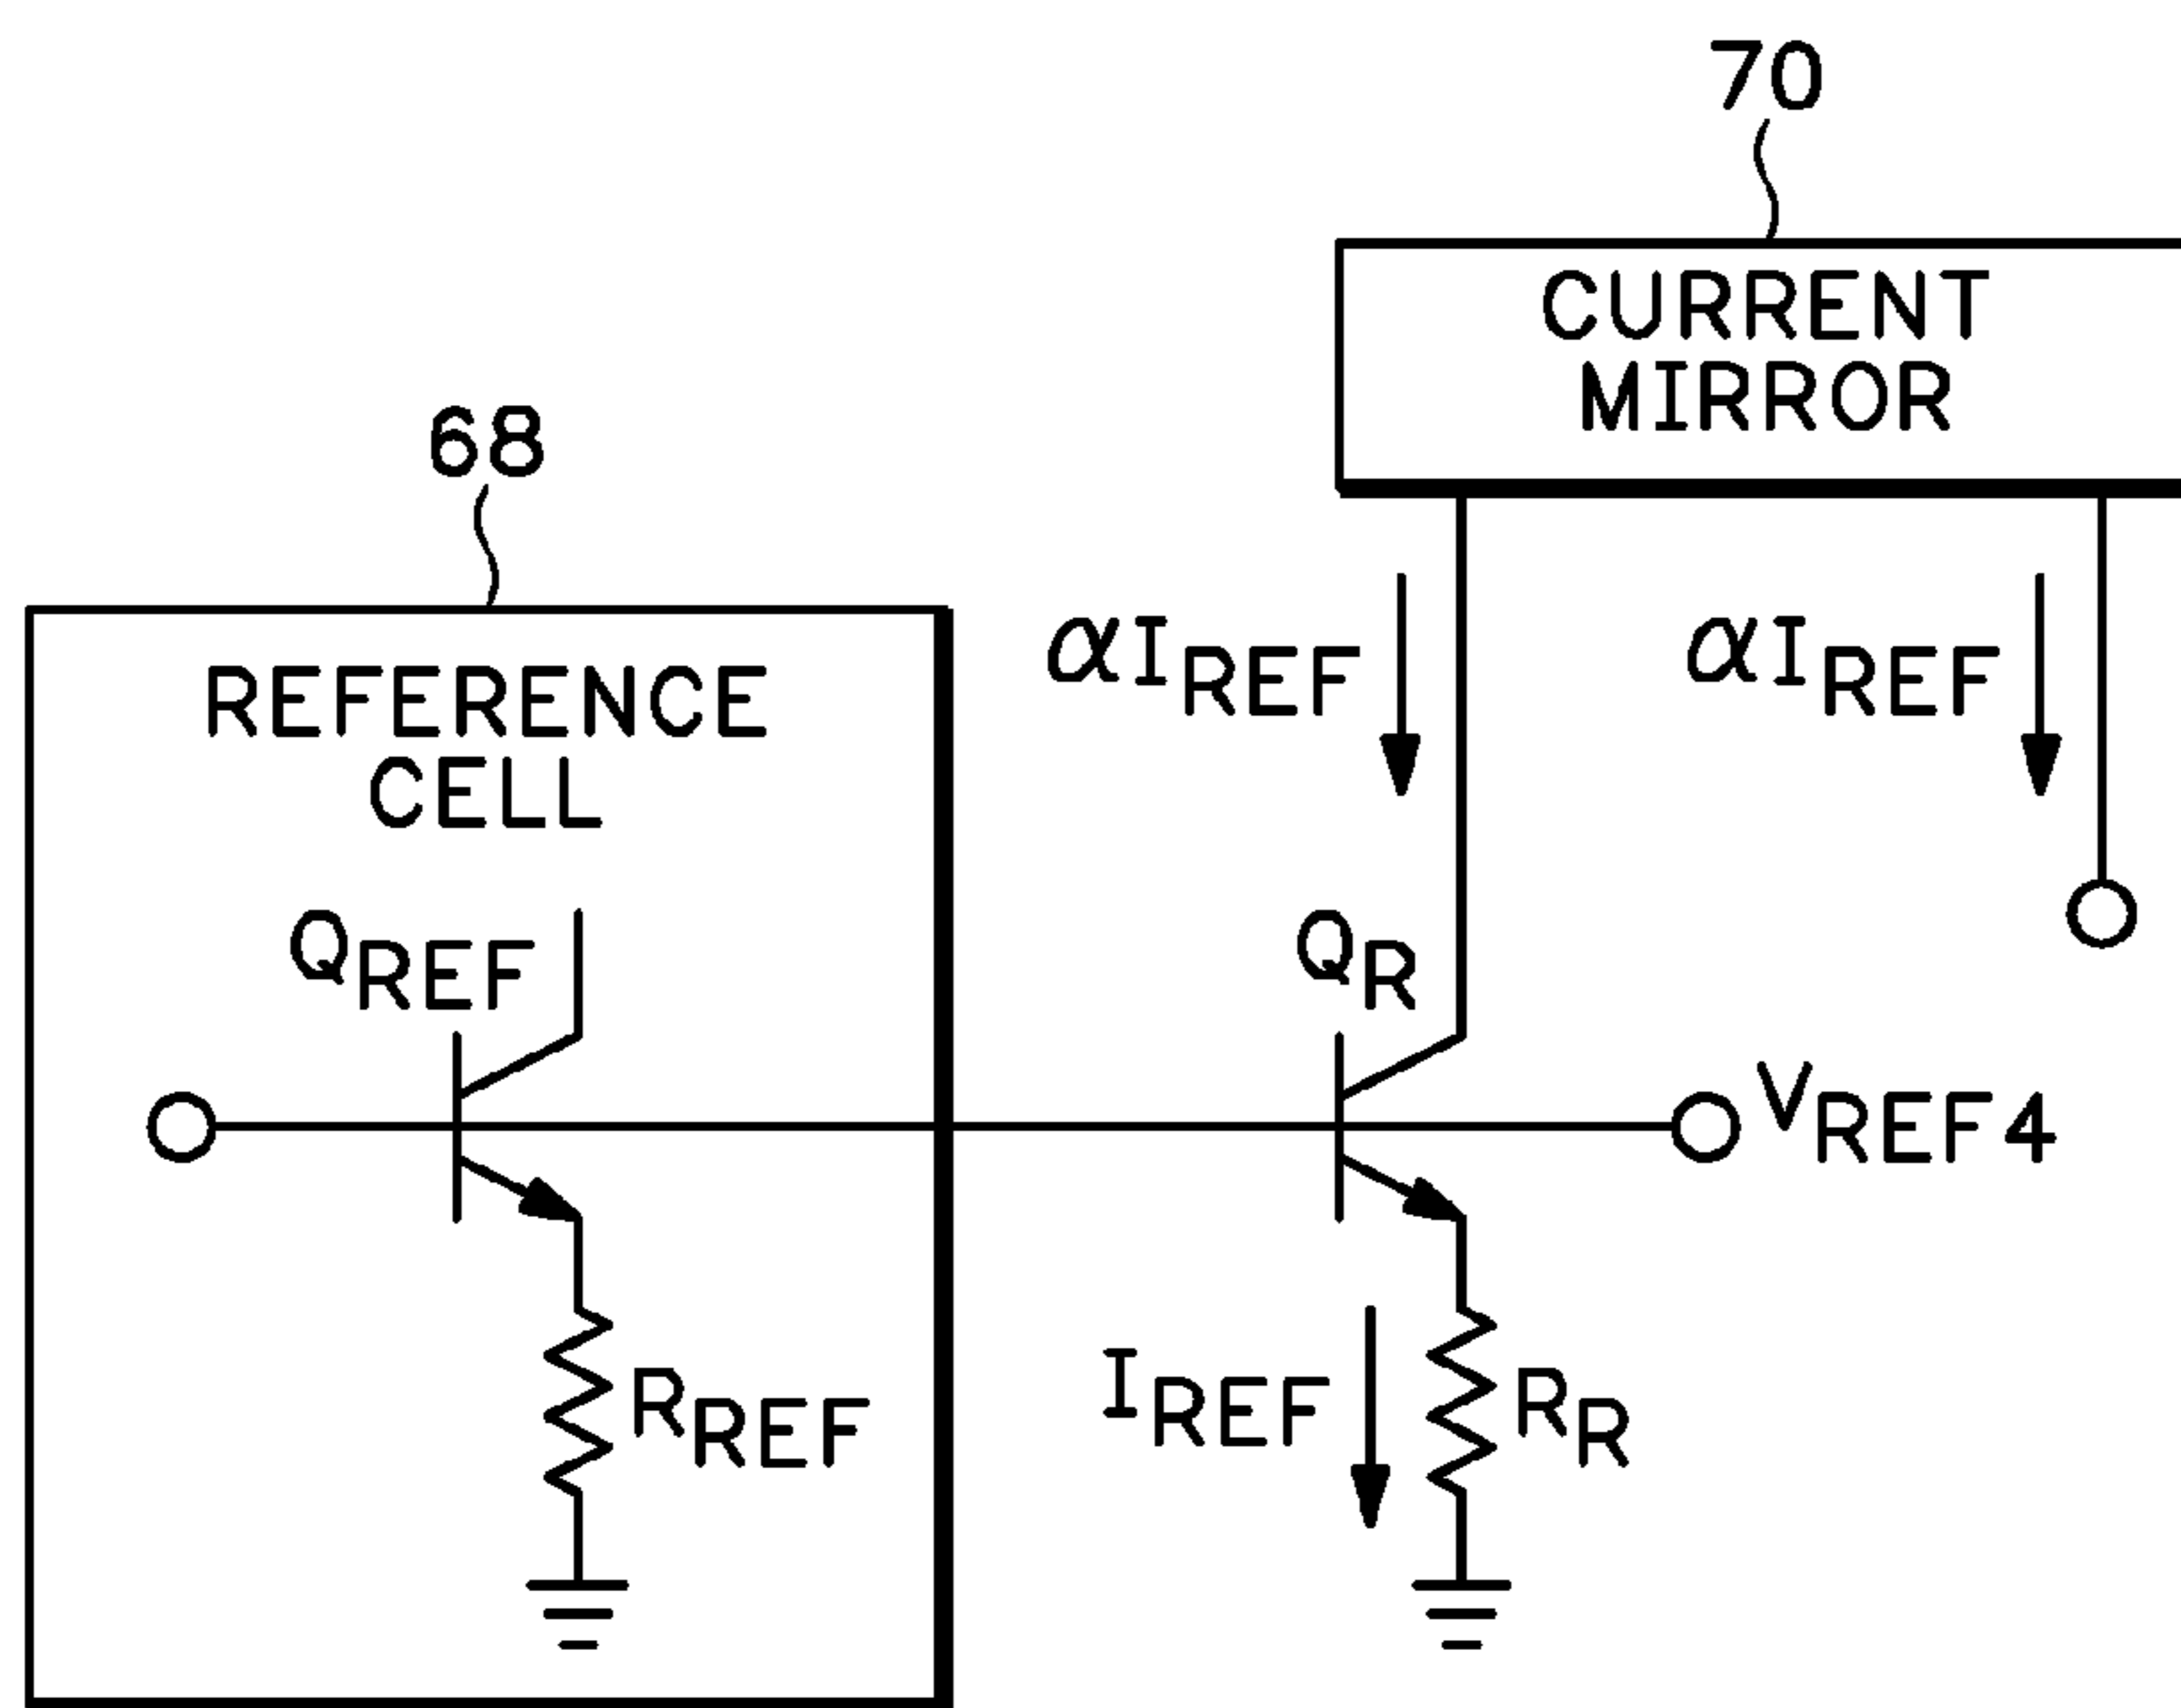 70
CURRENT
MIRROR
68
REFERENCE
CELL
αIREF
αIREF
QREF
QR
VREF4
RREF
IREF
RR